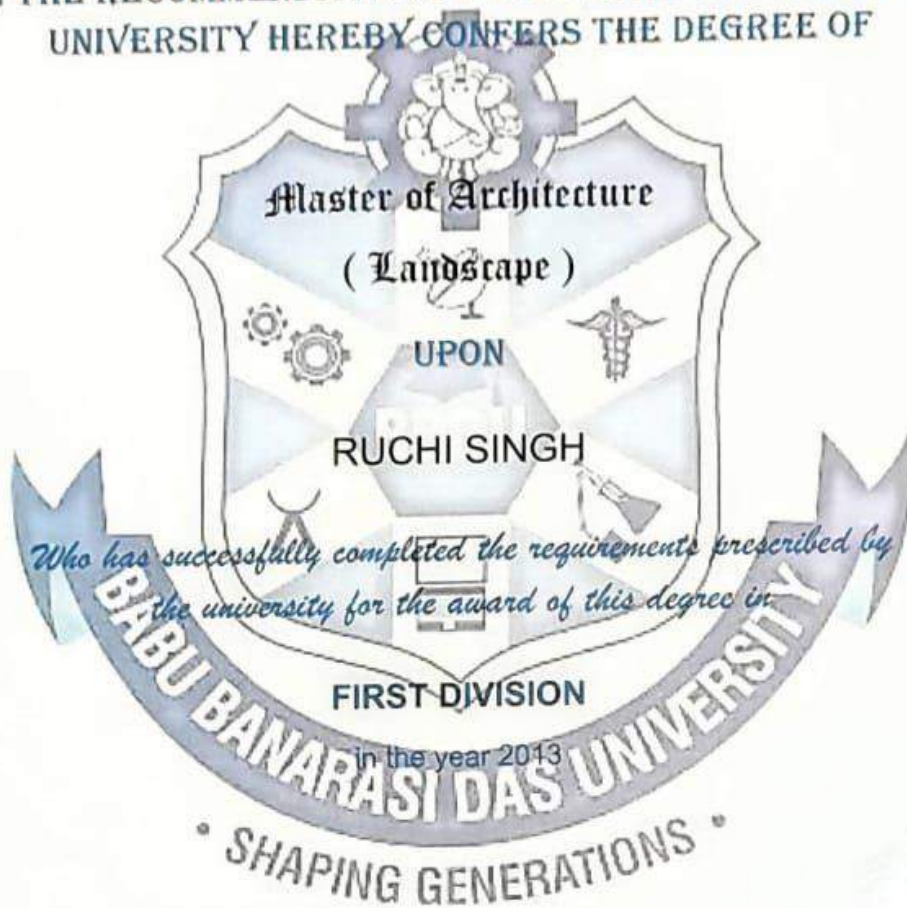 THE RECOMMENDATION
UNIVERSITY HEREBY CONFERS THE DEGREE OF
Master of Architecture
( Landscape )
UPON
RUCHI SINGH
Who has successfully completed the requirements prescribed by
the university for the award of this degree in
FIRST DIVISION
in the year 2013
BABU BANARASI DAS UNIVERSITY
• SHAPING GENERATIONS •